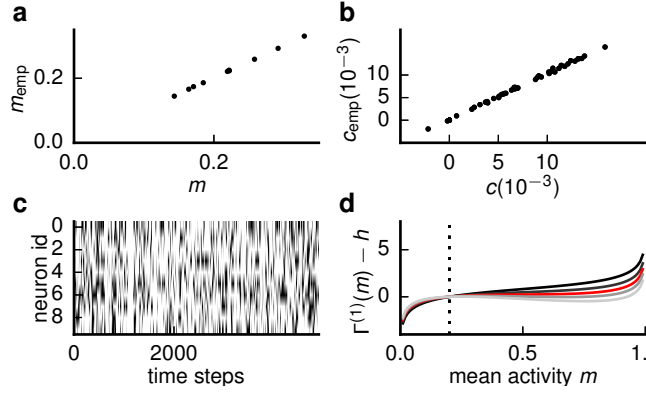 a
m_emp
0.2
0.0
0.0
0.2
m
b
c_emp(10⁻³)
10
5
0
0
5
10
c(10⁻³)
c
neuron id
0
2
4
6
8
0
2000
time steps
d
Γ⁽¹⁾(m) − h
5
0
0.0
0.5
1.
mean activity m